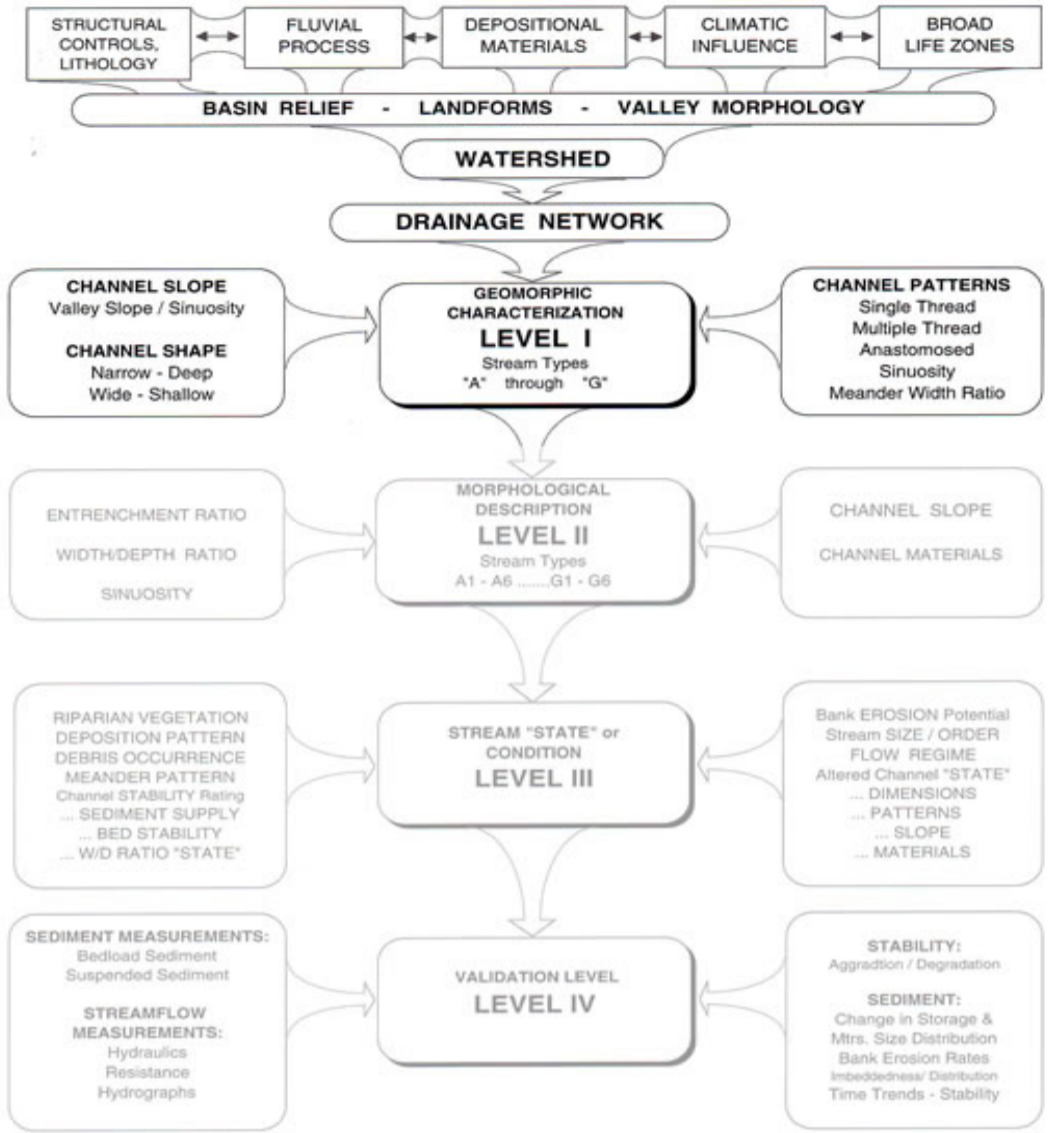 STRUCTURAL
CONTROLS,
LITHOLOGY
FLUVIAL
PROCESS
DEPOSITIONAL
MATERIALS
CLIMATIC
INFLUENCE
BROAD
LIFE ZONES
BASIN RELIEF - LANDFORMS - VALLEY MORPHOLOGY
WATERSHED
DRAINAGE NETWORK
CHANNEL SLOPE
Valley Slope / Sinuosity
CHANNEL SHAPE
Narrow - Deep
Wide - Shallow
GEOMORPHIC
CHARACTERIZATION
LEVEL I
Stream Types
"A" through "G"
CHANNEL PATTERNS
Single Thread
Multiple Thread
Anastomosed
Sinuosity
Meander Width Ratio
ENTRENCHMENT RATIO
WIDTH/DEPTH RATIO
SINUOSITY
MORPHOLOGICAL
DESCRIPTION
LEVEL II
Stream Types
A1 - A6 .......G1 - G6
CHANNEL SLOPE
CHANNEL MATERIALS
RIPARIAN VEGETATION
DEPOSITION PATTERN
DEBRIS OCCURRENCE
MEANDER PATTERN
Channel STABILITY Rating
... SEDIMENT SUPPLY
... BED STABILITY
... W/D RATIO "STATE"
STREAM "STATE" or
CONDITION
LEVEL III
Bank EROSION Potential
Stream SIZE / ORDER
FLOW REGIME
Altered Channel "STATE"
... DIMENSIONS
... PATTERNS
... SLOPE
... MATERIALS
SEDIMENT MEASUREMENTS:
Bedload Sediment
Suspended Sediment
STREAMFLOW
MEASUREMENTS:
Hydraulics
Resistance
Hydrographs
VALIDATION LEVEL
LEVEL IV
STABILITY:
Aggradtion / Degradation
SEDIMENT:
Change in Storage &
Mtrs. Size Distribution
Bank Erosion Rates
Imbeddedness/ Distribution
Time Trends - Stability